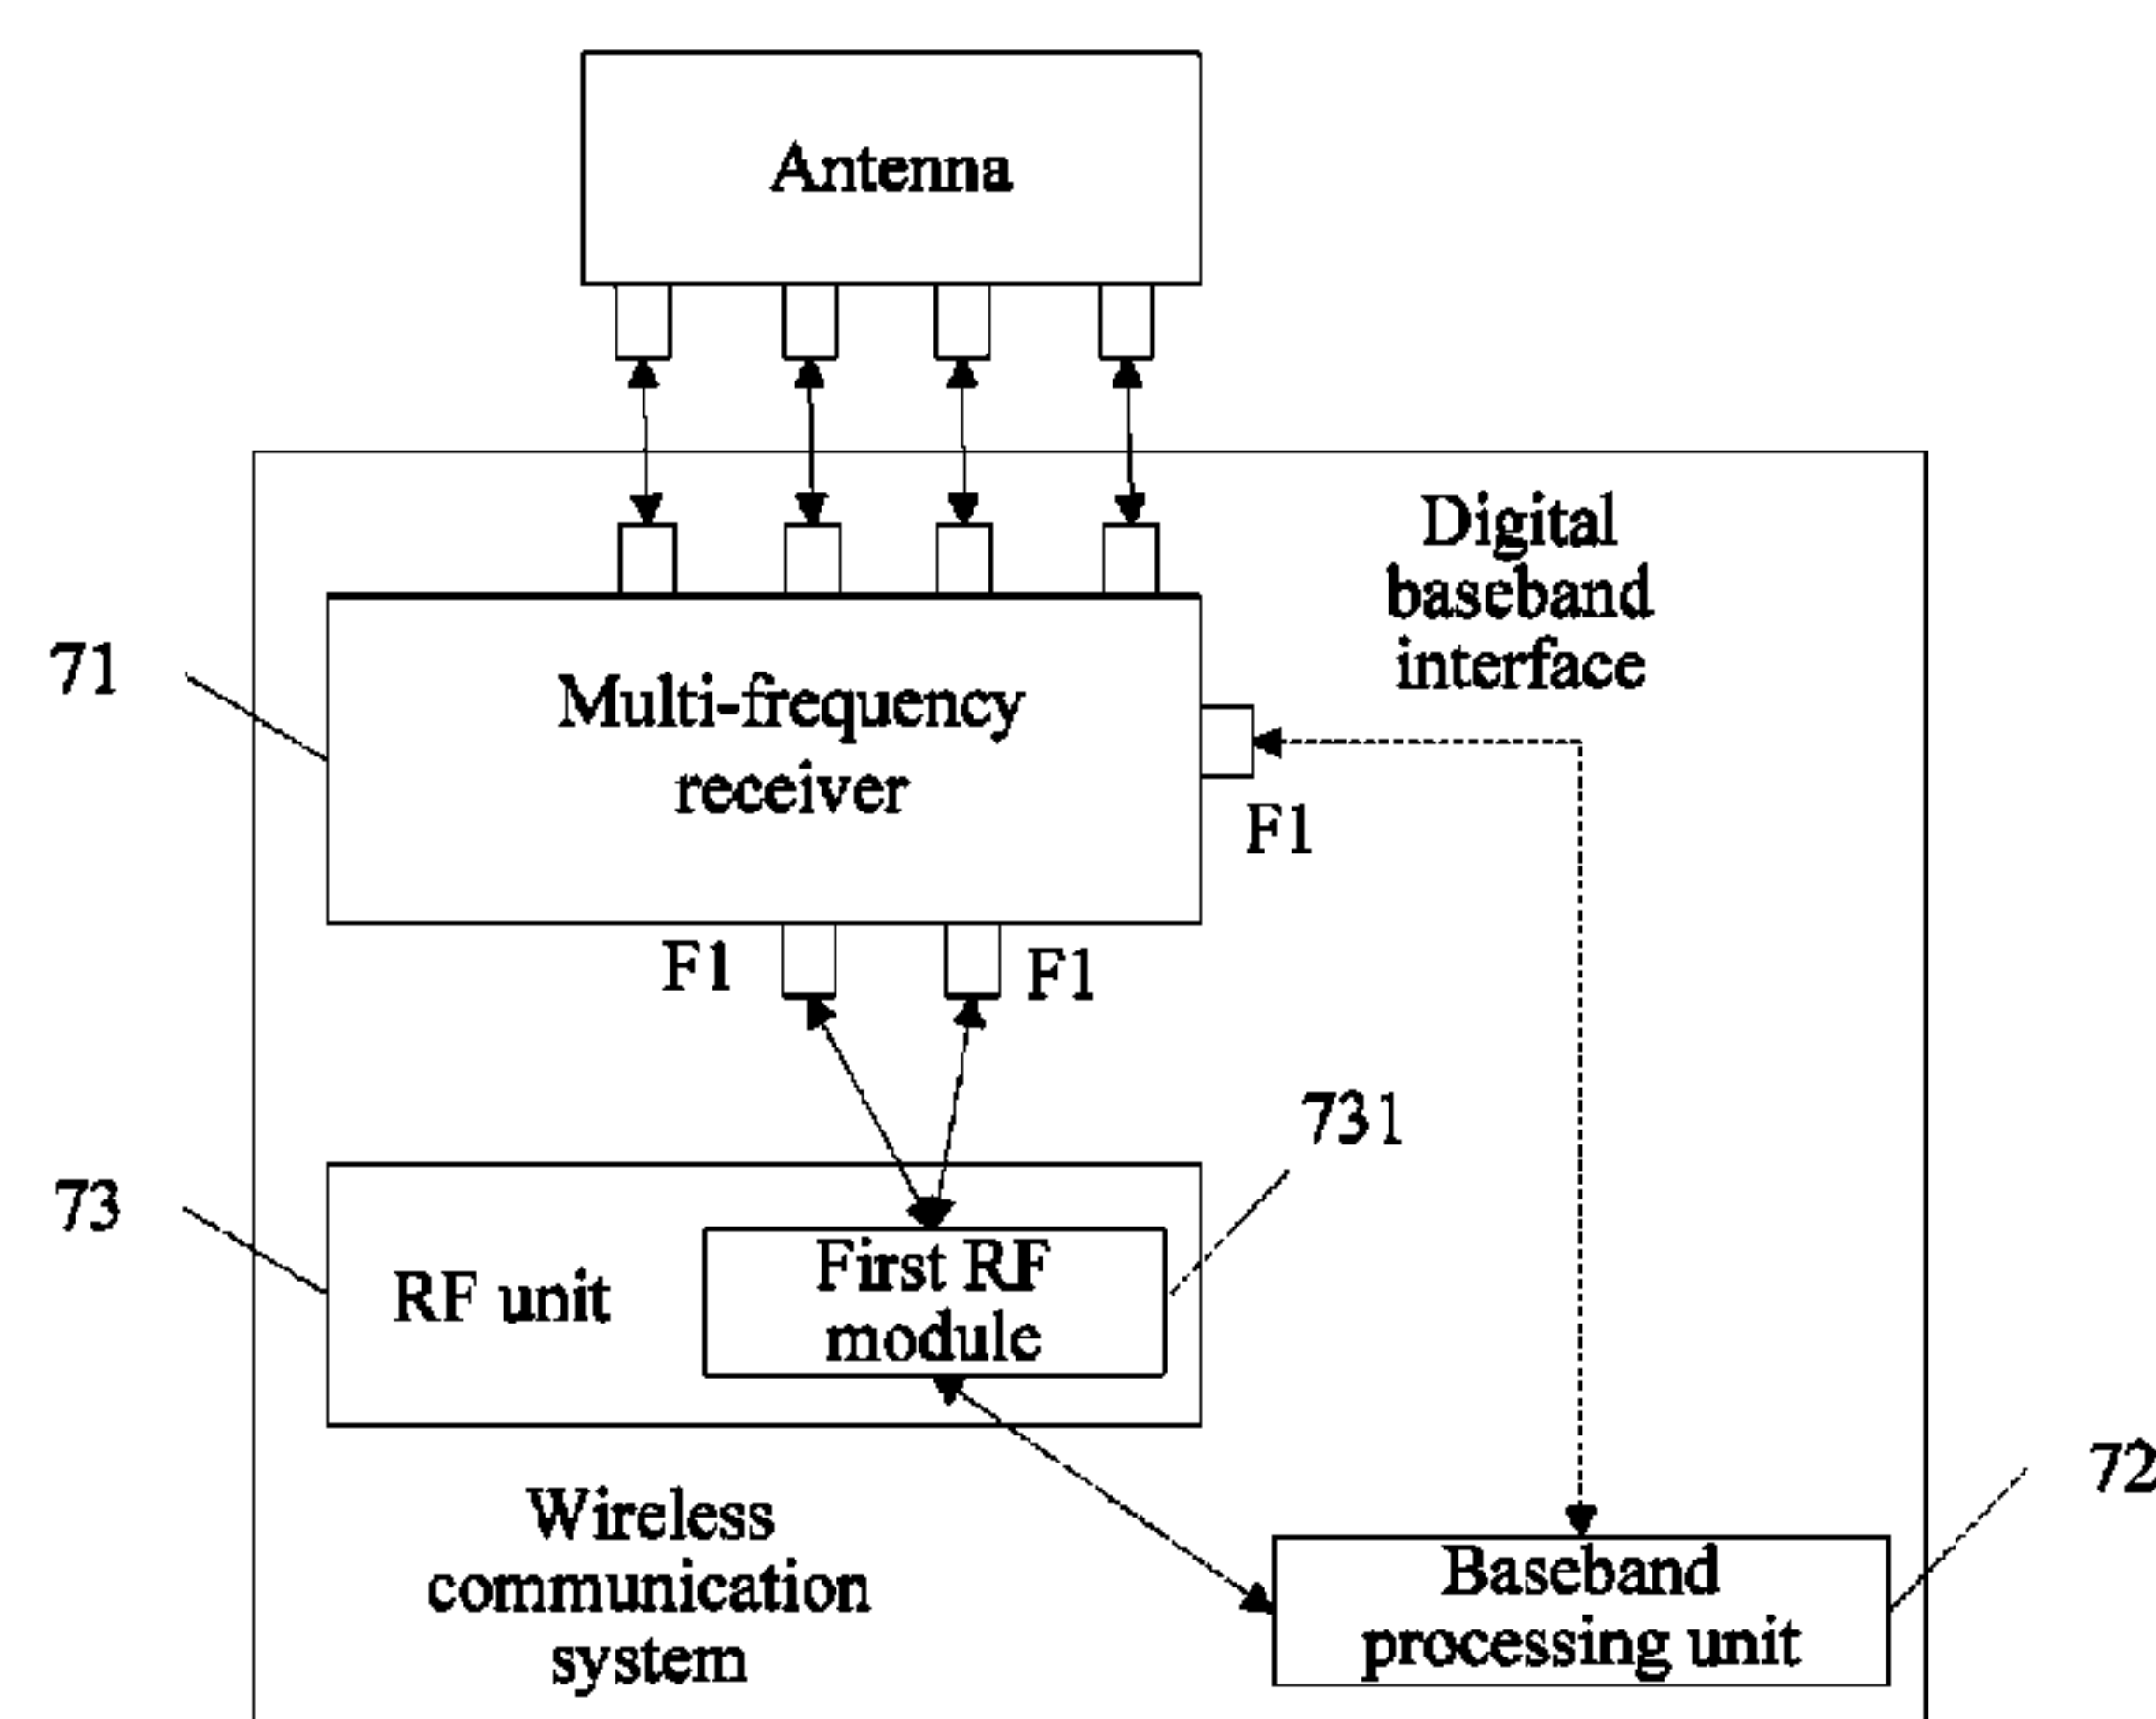 Antenna
Digital
baseband
interface
71
Multi-frequency
receiver
F1
F1
F1
731
73
First RF
module
RF unit
72
Wireless
communication
system
Baseband
processing unit